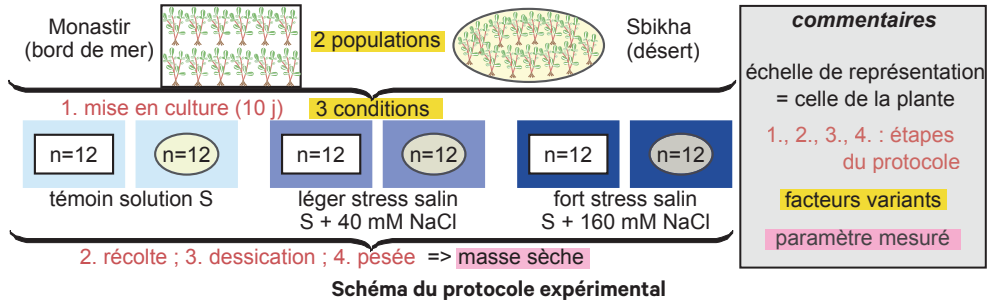 Monastir
(bord de mer)
2 populations
Sbikha
(désert)
1. mise en culture (10 j)
3 conditions
n=12
n=12
n=12
n=12
n=12
n=12
témoin solution S
léger stress salin
S + 40 mM NaCl
fort stress salin
S + 160 mM NaCl
2. récolte ; 3. dessication ; 4. pesée => masse sèche
Schéma du protocole expérimental
commentaires
échelle de représentation
= celle de la plante
1., 2., 3., 4. : étapes
du protocole
facteurs variants
paramètre mesuré